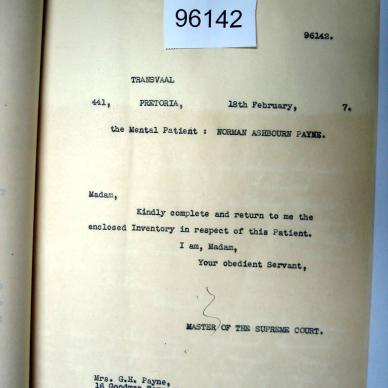 96142
96142.
TRANSVAAL
441, PRETORIA, 18th February, 7.
the Mental Patient : NORMAN ASHBOURN PAYNE.
Madam,
Kindly complete and return to me the
enclosed Inventory in respect of this Patient.
I am, Madam,
Your obedient Servant,
MASTER OF THE SUPREME COURT.
Mrs. G.H. Payne,
16 Goodman